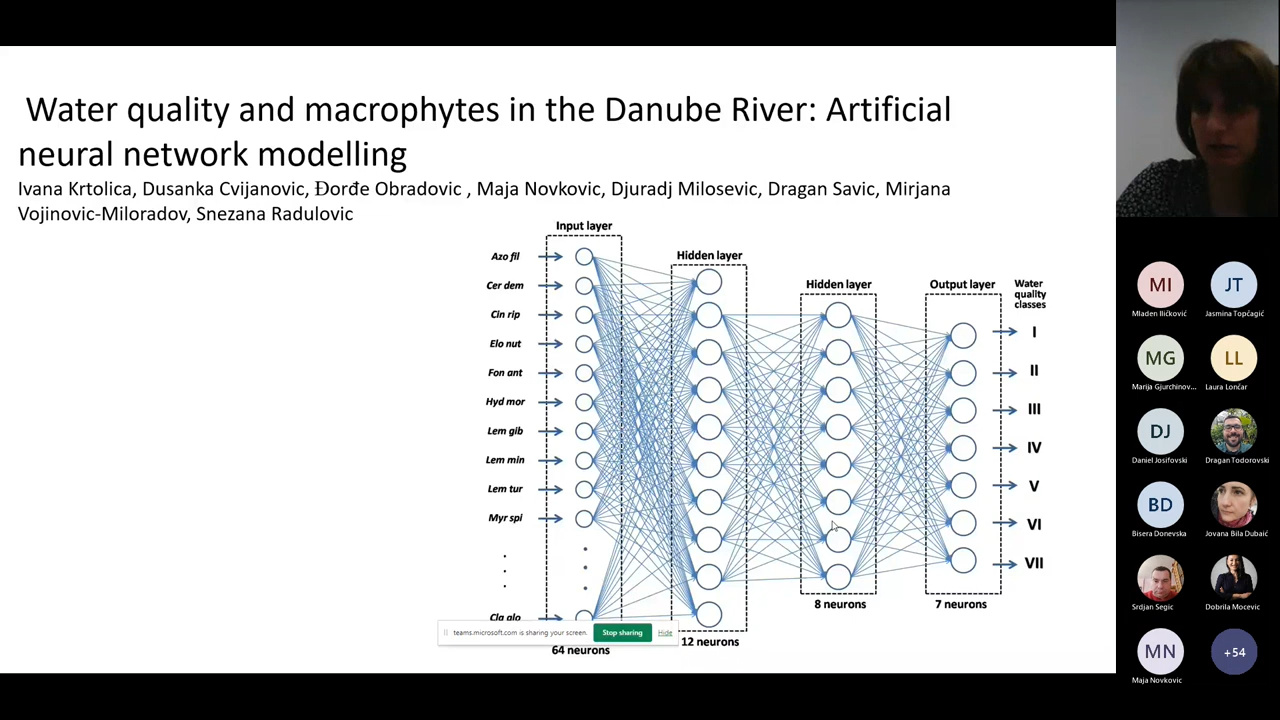 Water quality and macrophytes in the Danube River: Artificial
neural network modelling
Ivana Krtolica, Dusanka Cvijanovic, Đorđe Obradovic , Maja Novkovic, Djuradj Milosevic, Dragan Savic, Mirjana
Vojinovic-Miloradov, Snezana Radulovic
Input layer
Hidden layer
Hidden layer
Output layer
Water
quality
classes
Azo fil
Cer dem
Cin rip
Elo nut
Fon ant
Hyd mor
Lem gib
Lem min
Lem tur
Myr spi
Cla glo
I
II
III
IV
V
VI
VII
64 neurons
12 neurons
8 neurons
7 neurons
teams.microsoft.com is sharing your screen.
Stop sharing
Hide
MI
Mladen Iličković
JT
Jasmina Topčagić
MG
Marija Gjurchinov...
LL
Laura Lončar
DJ
Daniel Josifovski
Dragan Todorovski
BD
Bisera Donevska
Jovana Bila Dubaić
Srdjan Segic
Dobrila Mocevic
MN
Maja Novkovic
+54